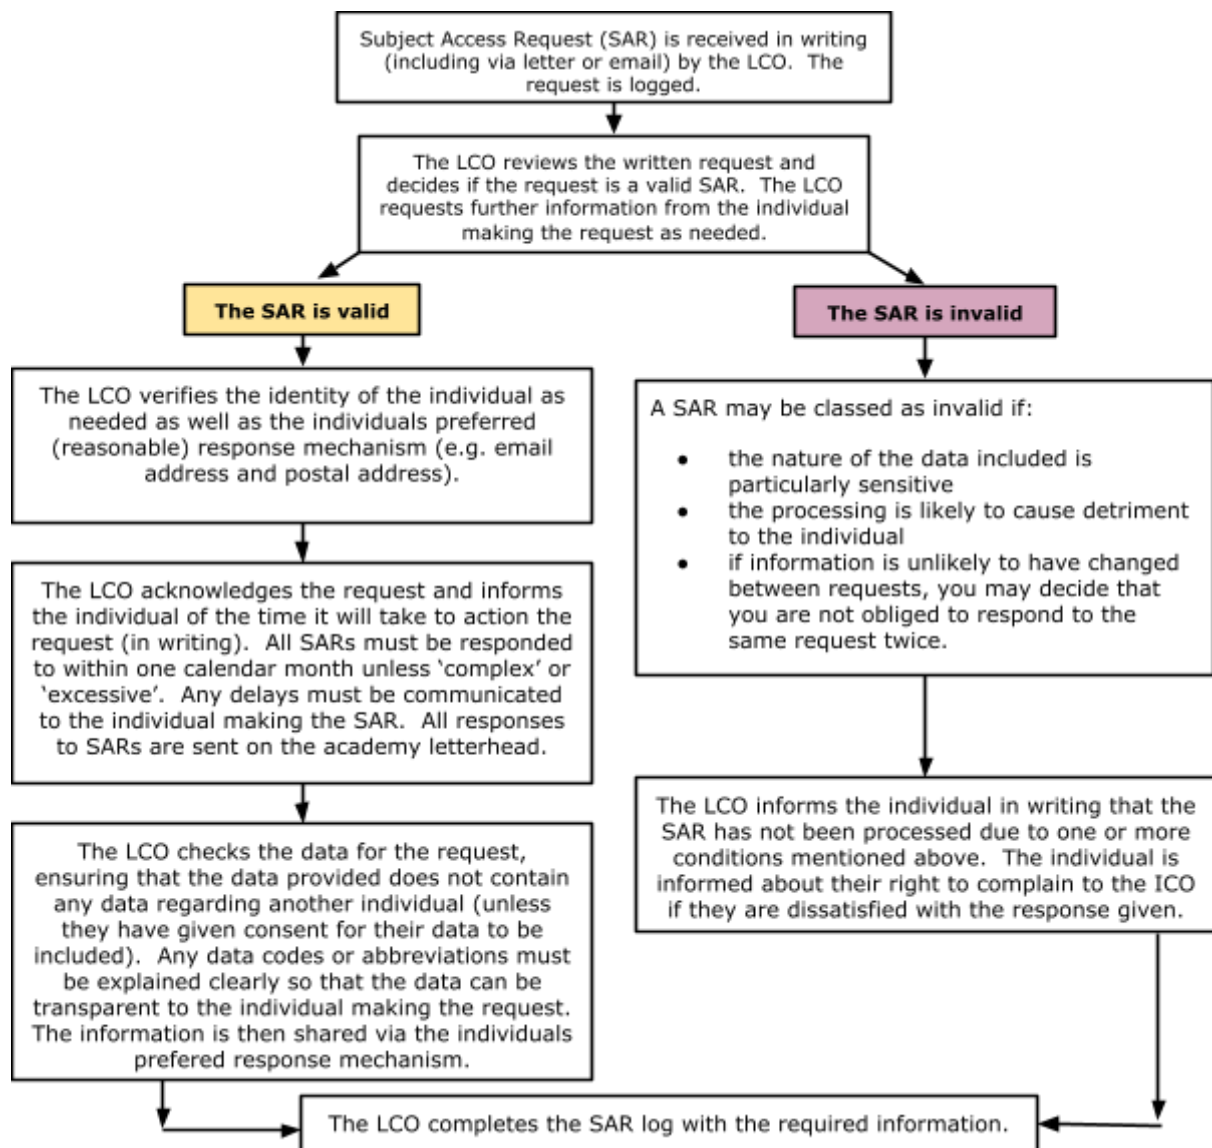 Subject Access Request (SAR) is received in writing
(including via letter or email) by the LCO.  The
request is logged.
The LCO reviews the written request and
decides if the request is a valid SAR.  The LCO
requests further information from the individual
making the request as needed.
The SAR is valid
The LCO verifies the identity of the individual as
needed as well as the individuals preferred
(reasonable) response mechanism (e.g. email
address and postal address).
The LCO acknowledges the request and informs
the individual of the time it will take to action the
request (in writing).  All SARs must be responded
to within one calendar month unless ‘complex’ or
‘excessive’.  Any delays must be communicated
to the individual making the SAR.  All responses
to SARs are sent on the academy letterhead.
The LCO checks the data for the request,
ensuring that the data provided does not contain
any data regarding another individual (unless
they have given consent for their data to be
included).  Any data codes or abbreviations must
be explained clearly so that the data can be
transparent to the individual making the request.
The information is then shared via the individuals
prefered response mechanism.
The SAR is invalid
A SAR may be classed as invalid if:
● the nature of the data included is
particularly sensitive
● the processing is likely to cause detriment
to the individual
● if information is unlikely to have changed
between requests, you may decide that
you are not obliged to respond to the
same request twice.
The LCO informs the individual in writing that the
SAR has not been processed due to one or more
conditions mentioned above.  The individual is
informed about their right to complain to the ICO
if they are dissatisfied with the response given.
The LCO completes the SAR log with the required information.